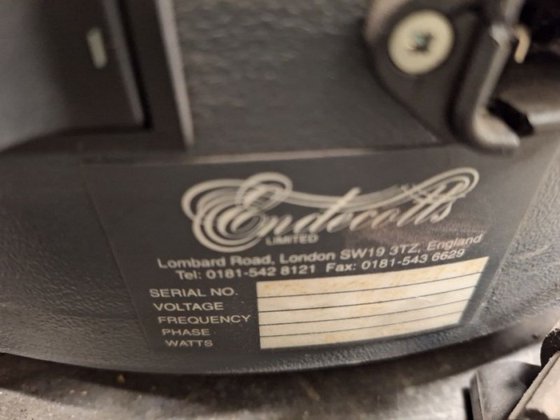 Endecotts
LIMITED
Lombard Road, London SW19 3TZ, England
Tel: 0181-542 8121 Fax: 0181-543 6629
SERIAL NO.
VOLTAGE
FREQUENCY
PHASE
WATTS